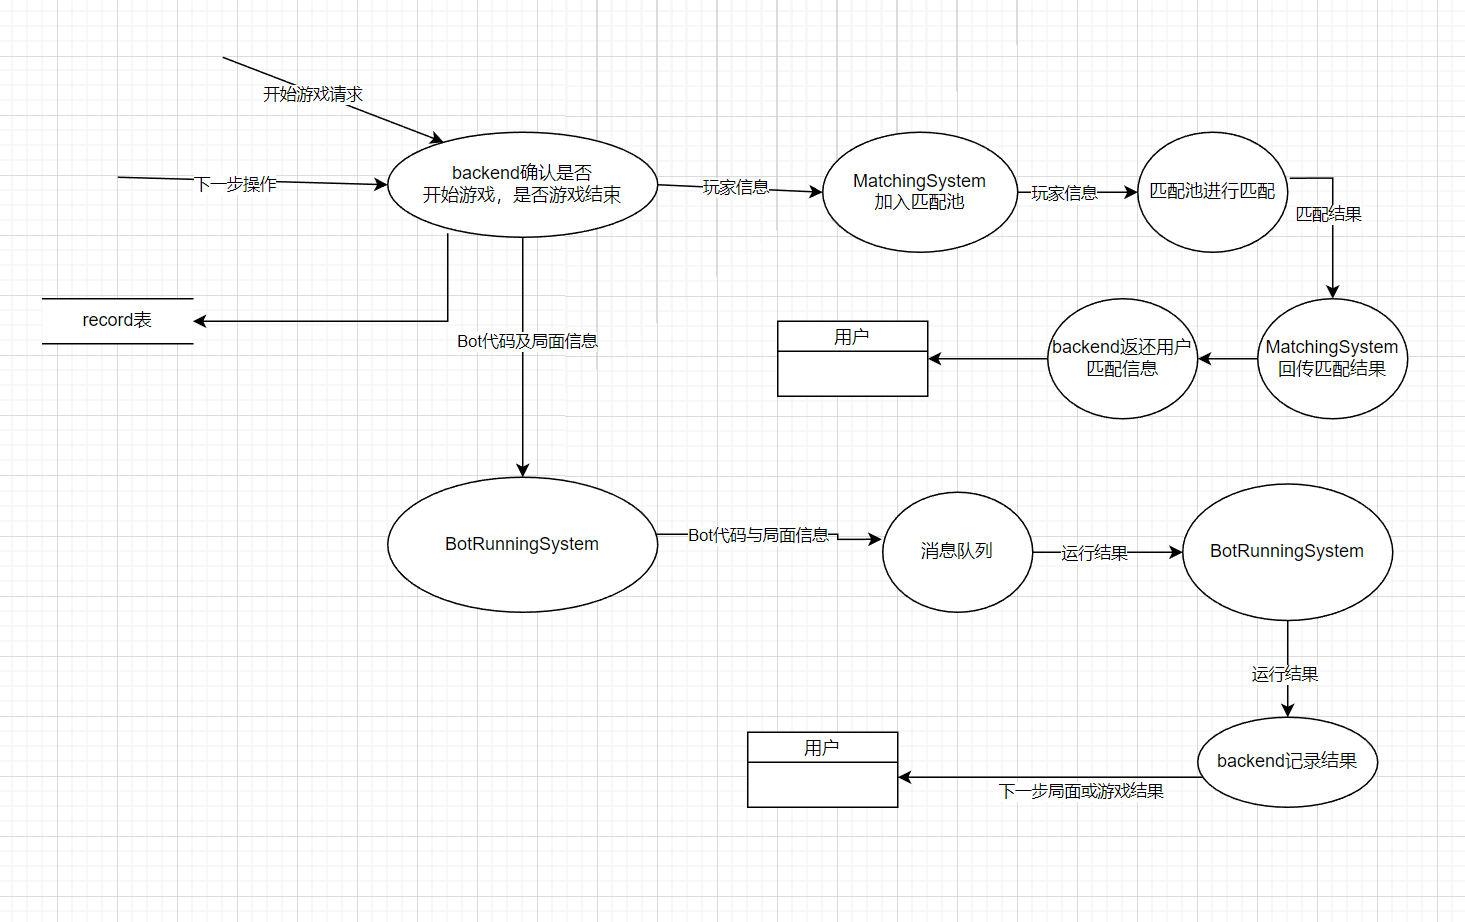 开始游戏请求
下一步操作
backend确认是否
开始游戏，是否游戏结束
玩家信息
MatchingSystem
加入匹配池
玩家信息
匹配池进行匹配
匹配结果
record表
Bot代码及局面信息
用户
backend返还用户
匹配信息
MatchingSystem
回传匹配结果
BotRunningSystem
Bot代码与局面信息
消息队列
运行结果
BotRunningSystem
运行结果
用户
下一步局面或游戏结果
backend记录结果